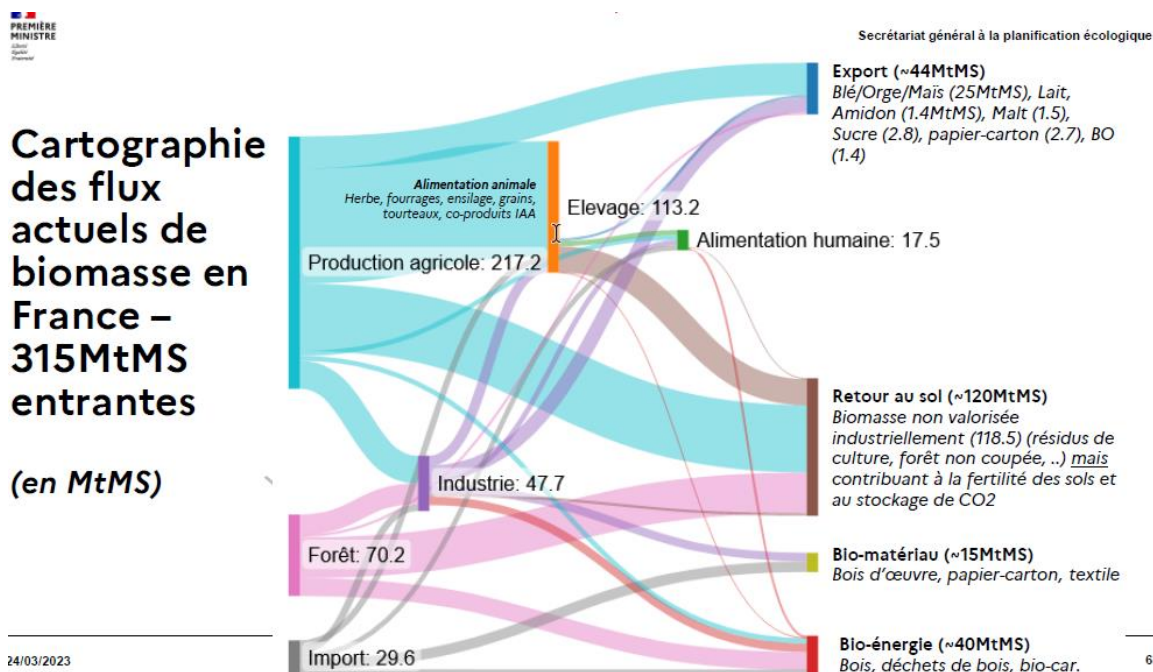 PREMIÈRE
MINISTRE
Liberté
Égalité
Fraternité
Secrétariat général à la planification écologique
Cartographie
des flux
actuels de
biomasse en
France –
315MtMS
entrantes
(en MtMS)
Export (~44MtMS)
Blé/Orge/Maïs (25MtMS), Lait,
Amidon (1.4MtMS), Malt (1.5),
Sucre (2.8), papier-carton (2.7), BO
(1.4)
Alimentation animale
Herbe, fourrages, ensilage, grains,
tourteaux, co-produits IAA
Elevage: 113.2
Alimentation humaine: 17.5
Production agricole: 217.2
Retour au sol (~120MtMS)
Biomasse non valorisée
industriellement (118.5) (résidus de
culture, forêt non coupée, ..) mais
contribuant à la fertilité des sols et
au stockage de CO2
Industrie: 47.7
Forêt: 70.2
Bio-matériau (~15MtMS)
Bois d’œuvre, papier-carton, textile
Import: 29.6
Bio-énergie (~40MtMS)
Bois, déchets de bois, bio-car.
24/03/2023
6